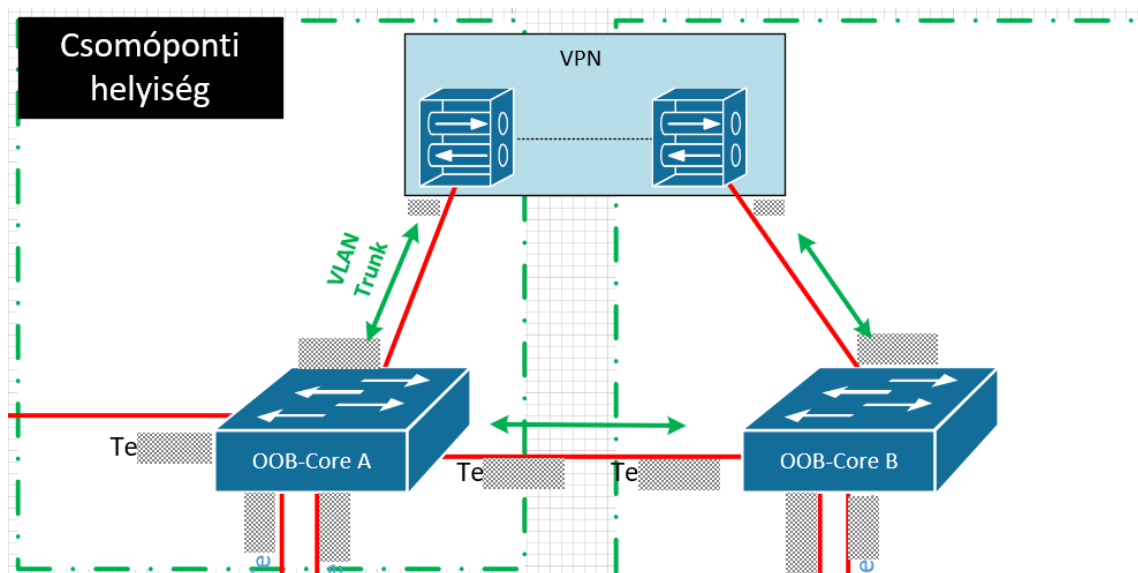 Csomóponti
helyiség
VPN
VLAN
Trunk
Te
OOB-Core A
Te
Te
OOB-Core B
e
e
e